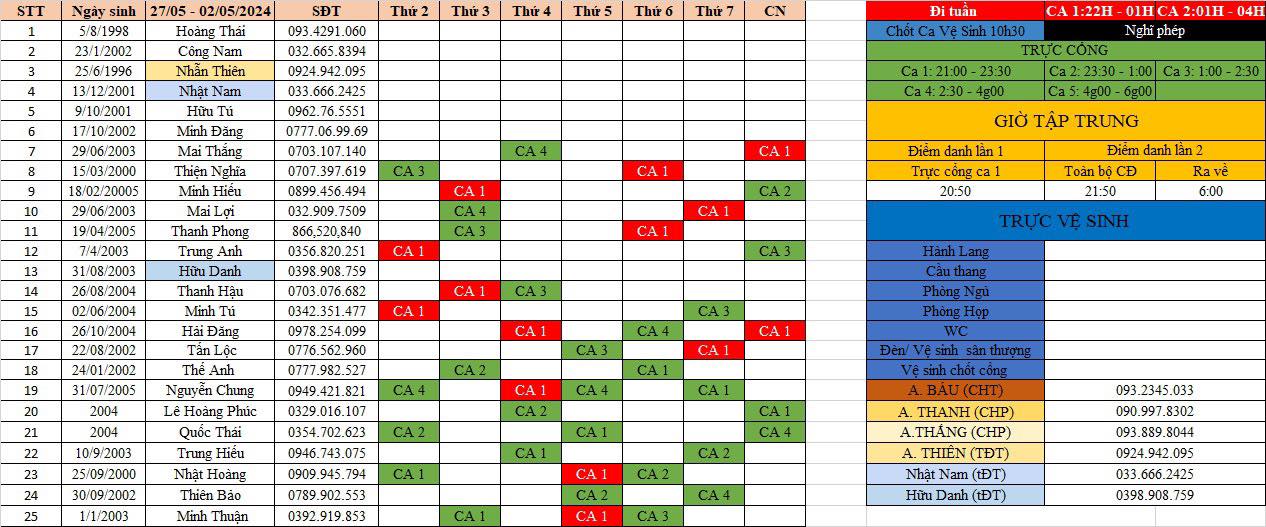 STT Ngày sinh 27/05 - 02/05/2024 SĐT Thứ 2 Thứ 3 Thứ 4 Thứ 5 Thứ 6 Thứ 7 CN Đi tuần CA 1:22H - 01H CA 2:01H - 04H
1 5/8/1998 Hoàng Thái 093.4291.060 Chốt Ca Vệ Sinh 10h30 Nghĩ phép
2 23/1/2002 Công Nam 032.665.8394 TRỰC CỔNG
3 25/6/1996 Nhẫn Thiên 0924.942.095 Ca 1: 21:00 - 23:30 Ca 2: 23:30 - 1:00 Ca 3: 1:00 - 2:30
4 13/12/2001 Nhật Nam 033.666.2425 Ca 4: 2:30 - 4g00 Ca 5: 4g00 - 6g00
5 9/10/2001 Hữu Tú 0962.76.5551 GIỜ TẬP TRUNG
6 17/10/2002 Minh Đăng 0777.06.99.69
7 29/06/2003 Mai Thắng 0703.107.140 CA 4 CA 1 Điểm danh lần 1 Điểm danh lần 2
8 15/03/2000 Thiện Nghĩa 0707.397.619 CA 3 CA 1 Trực cổng ca 1 Toàn bộ CĐ Ra về
9 18/02/20005 Minh Hiếu 0899.456.494 CA 1 CA 2 20:50 21:50 6:00
10 29/06/2003 Mai Lợi 032.909.7509 CA 4 CA 1 TRỰC VỆ SINH
11 19/04/2005 Thanh Phong 866,520,840 CA 3 CA 1
12 7/4/2003 Trung Anh 0356.820.251 CA 1 CA 3 Hành Lang
13 31/08/2003 Hữu Danh 0398.908.759 Cầu thang
14 26/08/2004 Thanh Hậu 0703.076.682 CA 1 CA 3 Phòng Ngủ
15 02/06/2004 Minh Tú 0342.351.477 CA 1 CA 3 Phòng Họp
16 26/10/2004 Hải Đăng 0978.254.099 CA 1 CA 4 CA 1 WC
17 22/08/2002 Tấn Lộc 0776.562.960 CA 3 CA 1 Đèn/ Vệ sinh sân thượng
18 24/01/2002 Thế Anh 0777.982.527 CA 2 CA 1 Vệ sinh chốt cổng
19 31/07/2005 Nguyễn Chung 0949.421.821 CA 4 CA 1 CA 4 CA 1 A. BÁU (CHT) 093.2345.033
20 2004 Lê Hoàng Phúc 0329.016.107 CA 2 CA 1 A. THANH (CHP) 090.997.8302
21 2004 Quốc Thái 0354.702.623 CA 2 CA 1 CA 4 A.THẮNG (CHP) 093.889.8044
22 10/9/2003 Trung Hiếu 0946.743.075 CA 1 CA 2 A. THIÊN (TĐT) 0924.942.095
23 25/09/2000 Nhật Hoàng 0909.945.794 CA 1 CA 1 CA 2 Nhật Nam (tĐT) 033.666.2425
24 30/09/2002 Thiên Bảo 0789.902.553 CA 2 CA 4 Hữu Danh (tĐT) 0398.908.759
25 1/1/2003 Minh Thuận 0392.919.853 CA 1 CA 1 CA 3